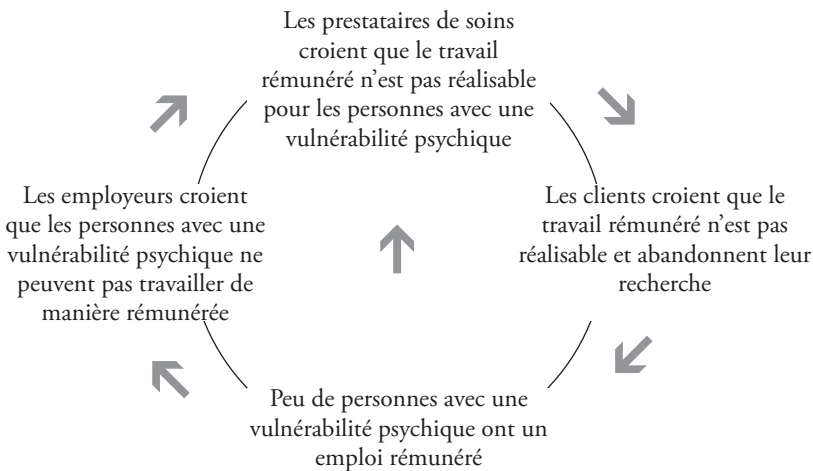 Les prestataires de soins
croient que le travail
rémunéré n'est pas réalisable
pour les personnes avec une
vulnérabilité psychique
Les clients croient que le
travail rémunéré n'est pas
réalisable et abandonnent leur
recherche
Peu de personnes avec une
vulnérabilité psychique ont un
emploi rémunéré
Les employeurs croient
que les personnes avec une
vulnérabilité psychique ne
peuvent pas travailler de
manière rémunérée